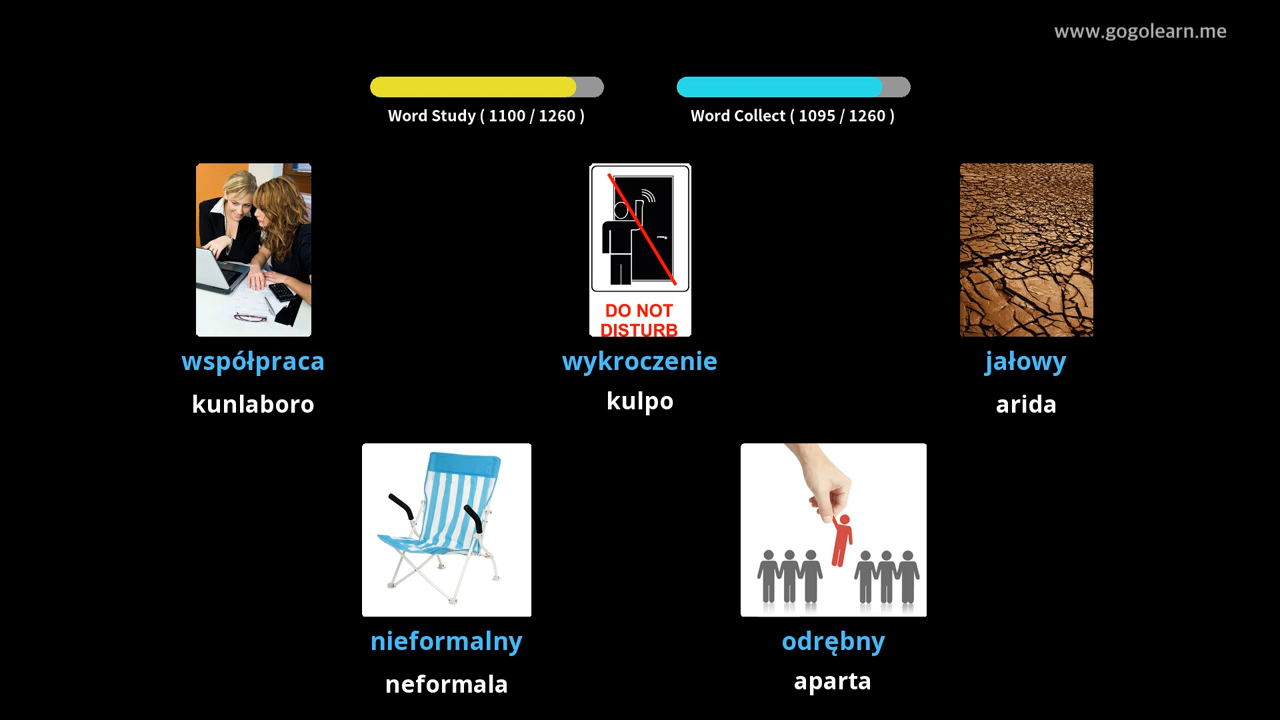 www.gogolearn.me
Word Study ( 1100 / 1260 )
Word Collect ( 1095 / 1260 )
DO NOT
DISTURB
współpraca
wykroczenie
jałowy
kunlaboro
kulpo
arida
nieformalny
odrębny
neformala
aparta